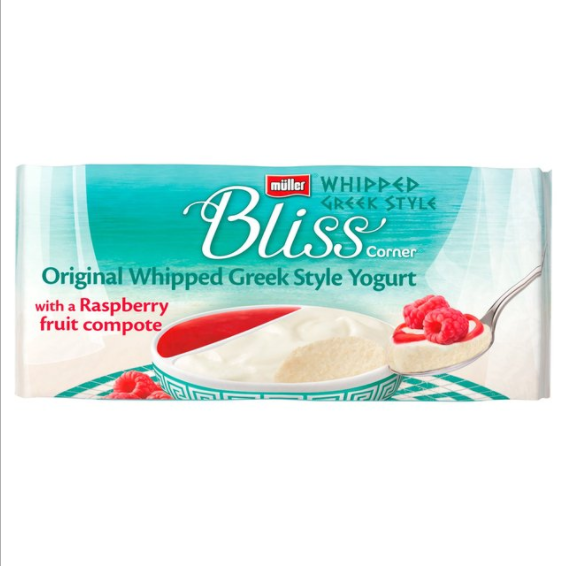 müller
WHIPPED
GREEK STYLE
Bliss
Corner
Original Whipped Greek Style Yogurt
with a Raspberry
fruit compote